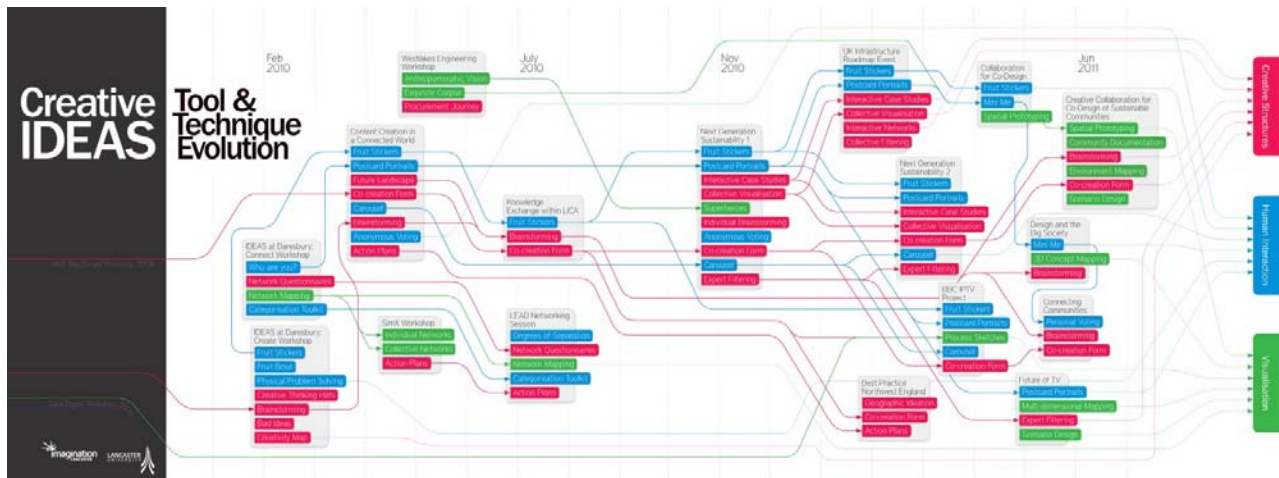 Creative
IDEAS
Tool &
Technique
Evolution
imagination
LANCASTER
LANCASTER
UNIVERSITY
Feb
2010
July
2010
Nov
2010
Jun
2011
Westlakes Engineering
Workshop
Anthropomorphic Vision
Exquisite Corpse
Procurement Journey
Content Creation in
a Connected World
Fruit Stickers
Postcard Portraits
Future Landscape
Co-creation Form
Carousel
Brainstorming
Anonymous Voting
Action Plans
IDEAS at Daresbury:
Connect Workshop
Who are you?
Network Questionnaires
Network Mapping
Categorisation Toolkit
IDEAS at Daresbury:
Create Workshop
Fruit Stickers
Fruit Bowl
Physical Problem Solving
Creative Thinking Hats
Brainstorming
Bad Ideas
Creativity Map
SimX Workshop
Individual Networks
Collective Networks
Action Plans
Knowledge
Exchange within LICA
Fruit Stickers
Brainstorming
Co-creation Form
LEAD Networking
Session
Degrees of Separation
Network Questionnaires
Network Mapping
Categorisation Toolkit
Action Plans
Next Generation
Sustainability 1
Fruit Stickers
Postcard Portraits
Interactive Case Studies
Collective Visualisation
Superheroes
Individual Brainstorming
Anonymous Voting
Co-creation Form
Carousel
Expert Filtering
UK Infrastructure
Roadmap Event
Fruit Stickers
Postcard Portraits
Interactive Case Studies
Collective Visualisation
Interactive Networks
Collective Filtering
Next Generation
Sustainability 2
Fruit Stickers
Postcard Portraits
Interactive Case Studies
Collective Visualisation
Co-creation Form
Carousel
Expert Filtering
BBC IPTV
Project
Fruit Stickers
Postcard Portraits
Process Sketches
Carousel
Co-creation Form
Best Practice
Northwest England
Geographic Ideation
Co-creation Form
Action Plans
Collaboration
for Co-Design
Fruit Stickers
Mini Me
Spatial Prototyping
Creative Collaboration for
Co-Design of Sustainable
Communities
Spatial Prototyping
Community Documentation
Brainstorming
Environment Mapping
Co-creation Form
Scenario Design
Design and the
Big Society
Mini Me
3D Concept Mapping
Brainstorming
Connecting
Communities
Personal Voting
Brainstorming
Co-creation Form
Future of TV
Postcard Portraits
Multi-dimensional Mapping
Expert Filtering
Scenario Design
Creative Structures
Human Interaction
Visualisation